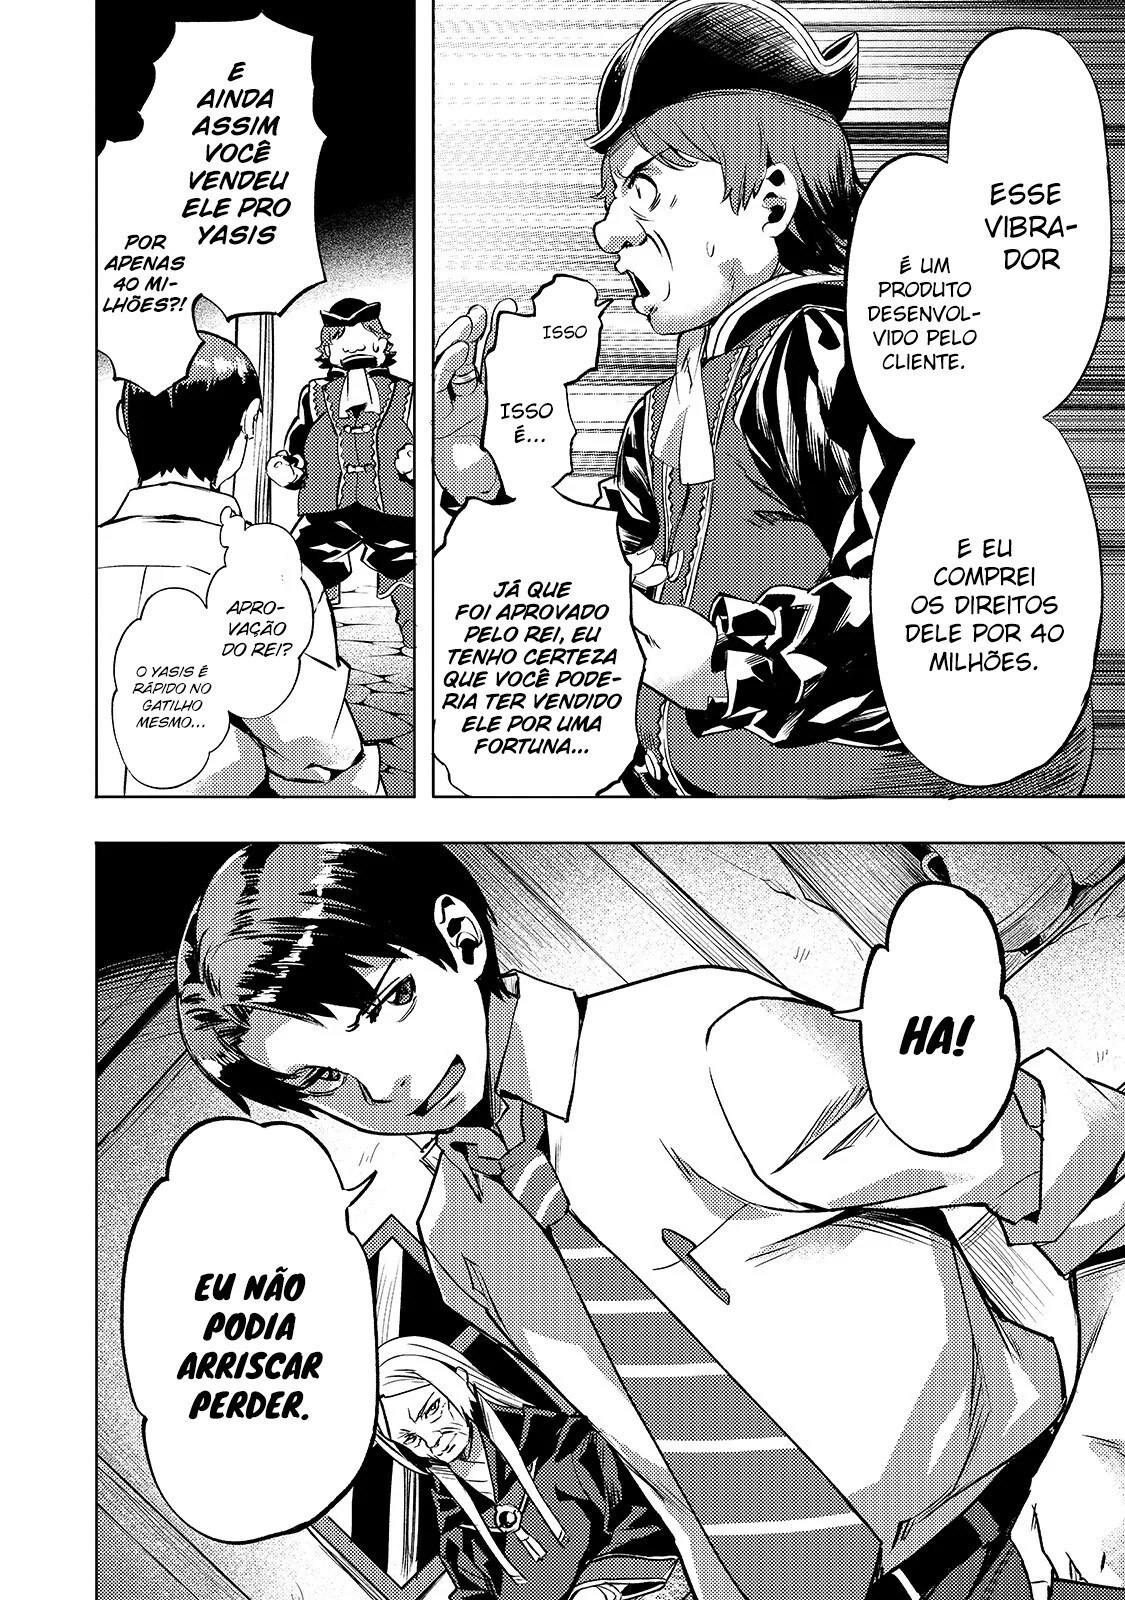 ESSE
VIBRA-
DOR
É UM
PRODUTO
DESENVOL-
VIDO PELO
CLIENTE.
E EU
COMPREI
OS DIREITOS
DELE POR 40
MILHÕES.
ISSO
ISSO
É...
JÁ QUE
FOI APROVADO
PELO REI, EU
TENHO CERTEZA
QUE VOCÊ PODE-
RIA TER VENDIDO
ELE POR UMA
FORTUNA...
E
AINDA
ASSIM
VOCÊ
VENDEU
ELE PRO
YASIS
POR
APENAS
40 MI-
LHÕES?!
APRO-
VAÇÃO
DO REI?
O YASIS É
RÁPIDO NO
GATILHO
MESMO...
HA!
EU NÃO
PODIA
ARRISCAR
PERDER.